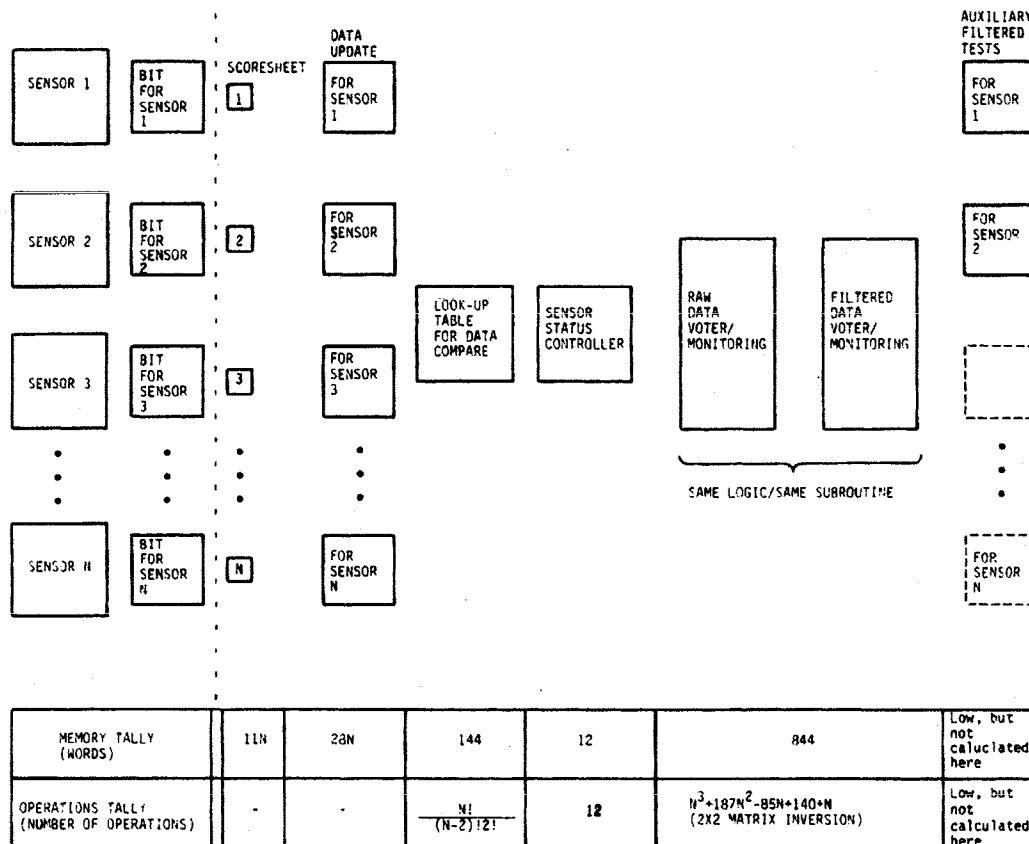 AUXILIARY
FILTERED
TESTS
DATA
UPDATE
SCORESHEET
SENSOR 1
BIT
FOR
SENSOR
1
1
FOR
SENSOR
1
FOR
SENSOR
1
SENSOR 2
BIT
FOR
SENSOR
2
2
FOR
SENSOR
2
FOR
SENSOR
2
LOOK-UP
TABLE
FOR DATA
COMPARE
SENSOR
STATUS
CONTROLLER
RAW
DATA
VOTER/
MONITORING
FILTERED
DATA
VOTER/
MONITORING
SENSOR 3
BIT
FOR
SENSOR
3
3
FOR
SENSOR
3
SAME LOGIC/SAME SUBROUTINE
SENSOR N
BIT
FOR
SENSOR
N
N
FOR
SENSOR
N
FOR
SENSOR
N
MEMORY TALLY
(WORDS)
11N
28N
144
12
844
Low, but
not
caluclated
here
OPERATIONS TALLY
(NUMBER OF OPERATIONS)
-
-
N!
(N-2)!2!
12
N³+187N²-85N+140+N
(2X2 MATRIX INVERSION)
Low, but
not
calculated
here